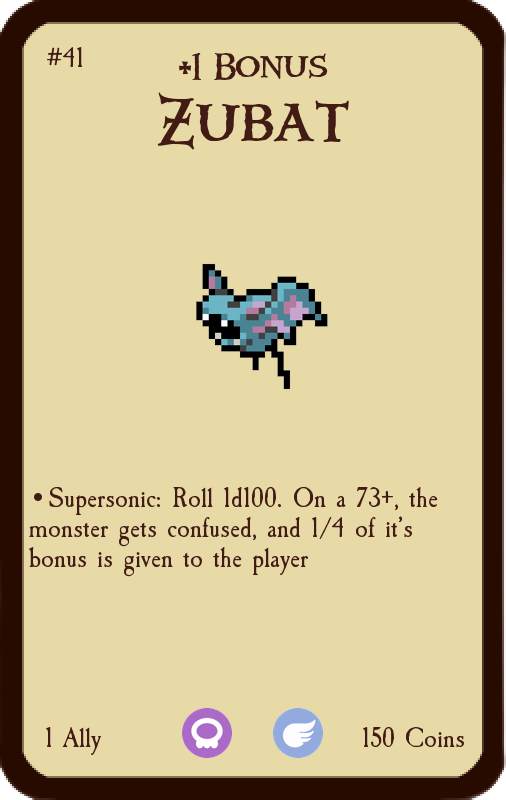 #41
+1 Bonus
Zubat
•Supersonic: Roll 1d100. On a 73+, the
monster gets confused, and 1/4 of it's
bonus is given to the player
1 Ally
150 Coins